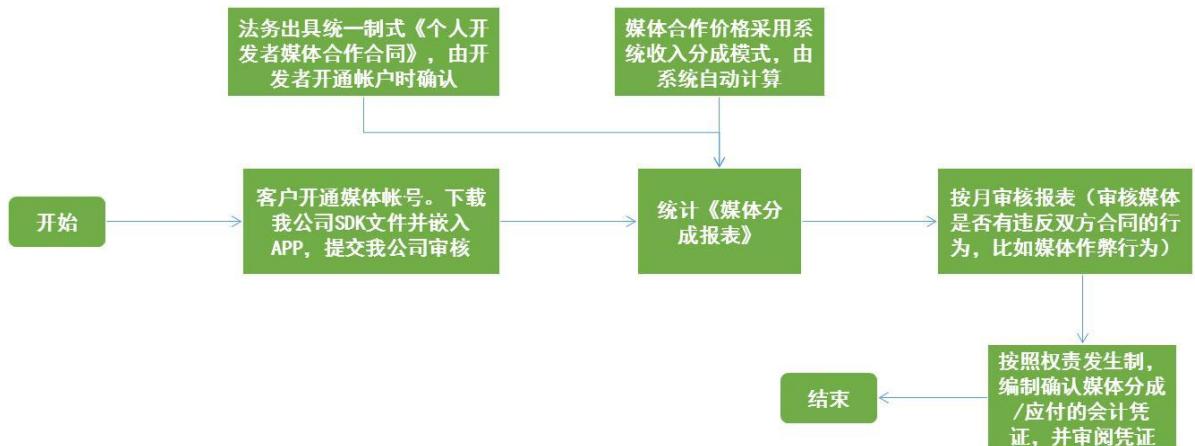 法务出具统一制式《个人开
发者媒体合作合同》，由开
发者开通帐户时确认
媒体合作价格采用系
统收入分成模式，由
系统自动计算
开始
客户开通媒体帐号。下载
我公司SDK文件并嵌入
APP，提交我公司审核
统计《媒体分
成报表》
按月审核报表（审核媒体
是否有违反双方合同的行
为，比如媒体作弊行为）
按照权责发生制，
编制确认媒体分成
/应付的会计凭
证，并审阅凭证
结束